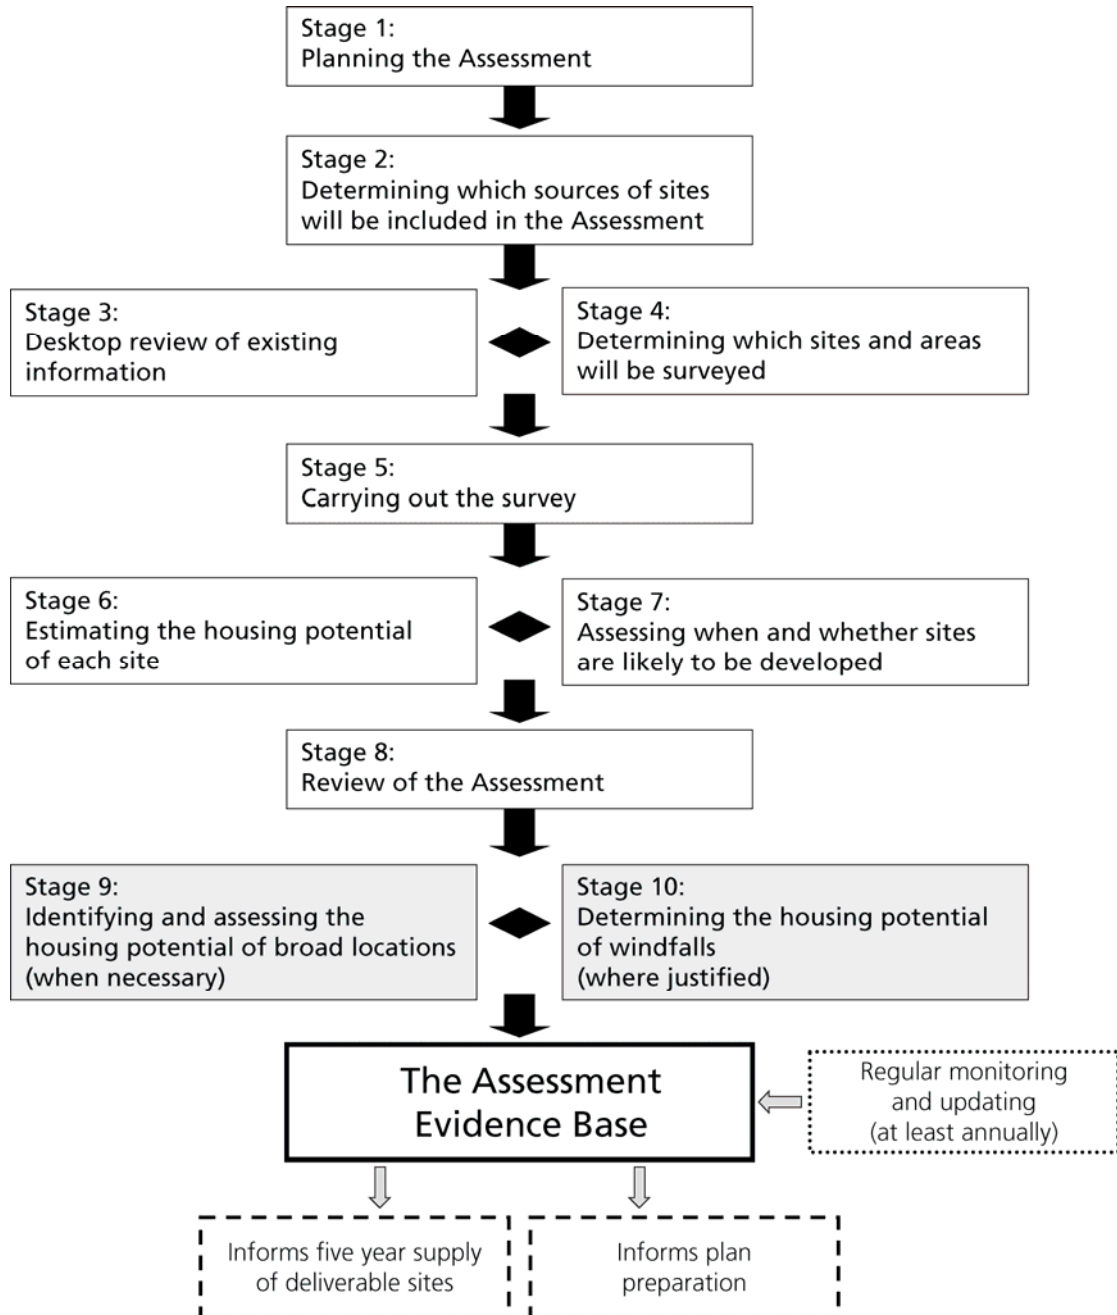 Stage 1:
Planning the Assessment
Stage 2:
Determining which sources of sites
will be included in the Assessment
Stage 3:
Desktop review of existing
information
Stage 4:
Determining which sites and areas
will be surveyed
Stage 5:
Carrying out the survey
Stage 6:
Estimating the housing potential
of each site
Stage 7:
Assessing when and whether sites
are likely to be developed
Stage 8:
Review of the Assessment
Stage 9:
Identifying and assessing the
housing potential of broad locations
(when necessary)
Stage 10:
Determining the housing potential
of windfalls
(where justified)
The Assessment
Evidence Base
Regular monitoring
and updating
(at least annually)
Informs five year supply
of deliverable sites
Informs plan
preparation